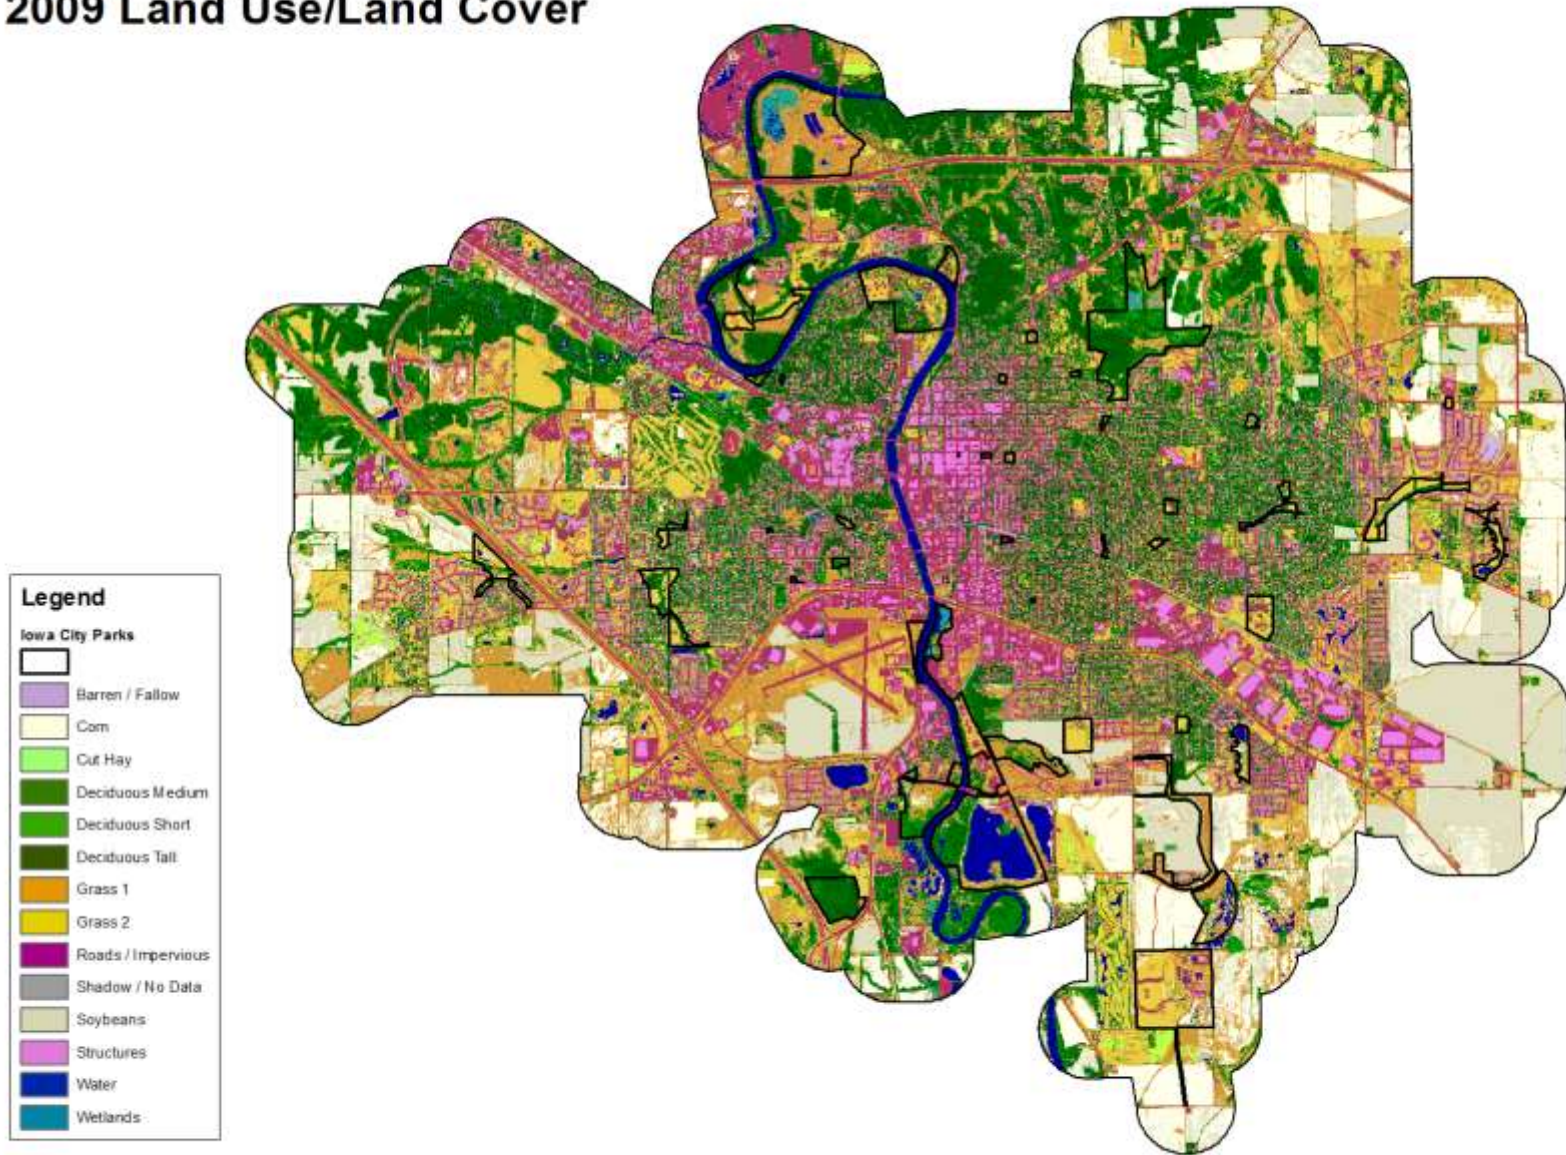 2009 Land Use/Land Cover
Legend
Iowa City Parks
Barren / Fallow
Corn
Cut Hay
Deciduous Medium
Deciduous Short
Deciduous Tall
Grass 1
Grass 2
Roads / Impervious
Shadow / No Data
Soybeans
Structures
Water
Wetlands